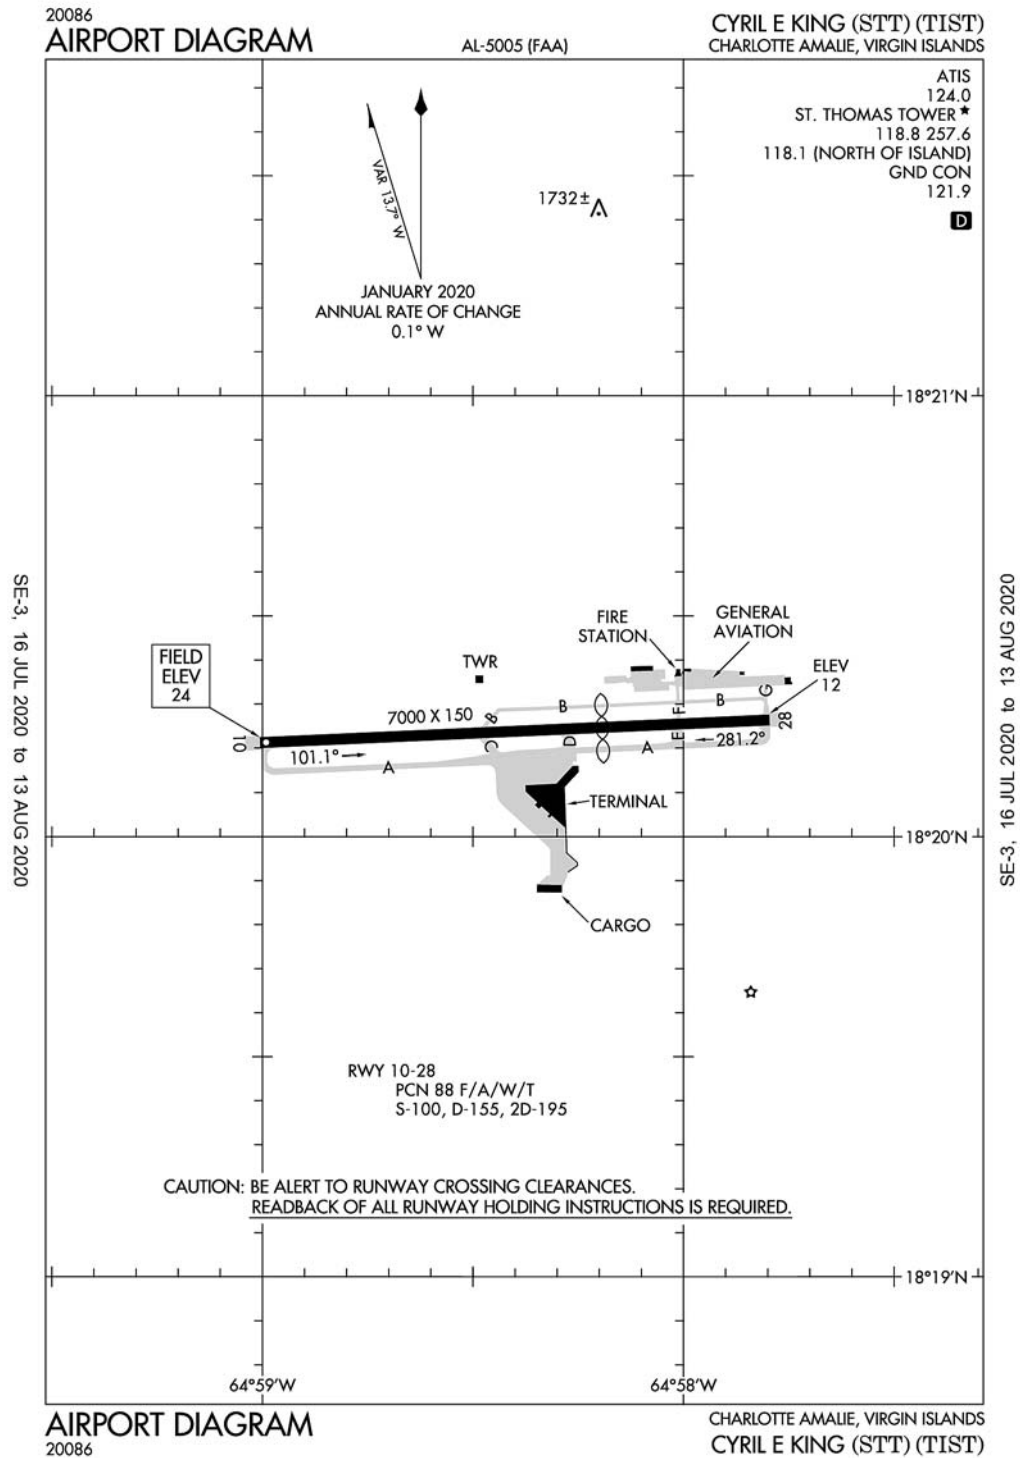 20086
AIRPORT DIAGRAM
AL-5005 (FAA)
CYRIL E KING (STT) (TIST)
CHARLOTTE AMALIE, VIRGIN ISLANDS
ATIS
124.0
ST. THOMAS TOWER ★
118.8 257.6
118.1 (NORTH OF ISLAND)
GND CON
121.9
D
VAR 13.7° W
1732 ±
JANUARY 2020
ANNUAL RATE OF CHANGE
0.1° W
18°21'N
SE-3, 16 JUL 2020 to 13 AUG 2020
SE-3, 16 JUL 2020 to 13 AUG 2020
FIRE
STATION
GENERAL
AVIATION
FIELD
ELEV
24
TWR
ELEV
12
7000 X 150
B
B
B
G
F
10
28
101.1°
A
C
D
A
E
281.2°
TERMINAL
18°20'N
CARGO
RWY 10-28
PCN 88 F/A/W/T
S-100, D-155, 2D-195
CAUTION: BE ALERT TO RUNWAY CROSSING CLEARANCES.
READBACK OF ALL RUNWAY HOLDING INSTRUCTIONS IS REQUIRED.
18°19'N
64°59'W
64°58'W
AIRPORT DIAGRAM
20086
CHARLOTTE AMALIE, VIRGIN ISLANDS
CYRIL E KING (STT) (TIST)